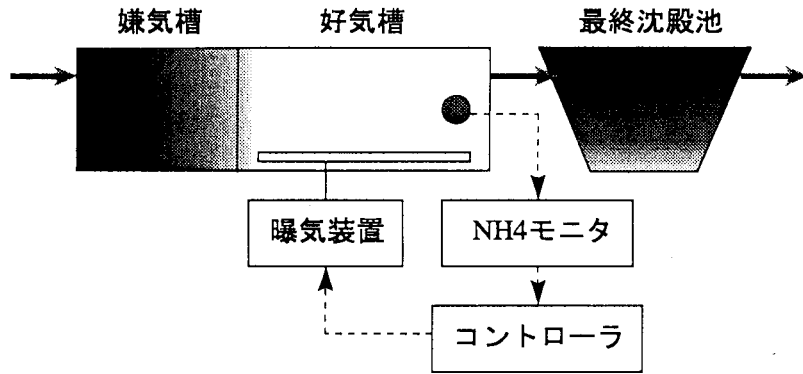 嫌気槽
好気槽
最終沈殿池
曝気装置
NH4モニタ
コントローラ